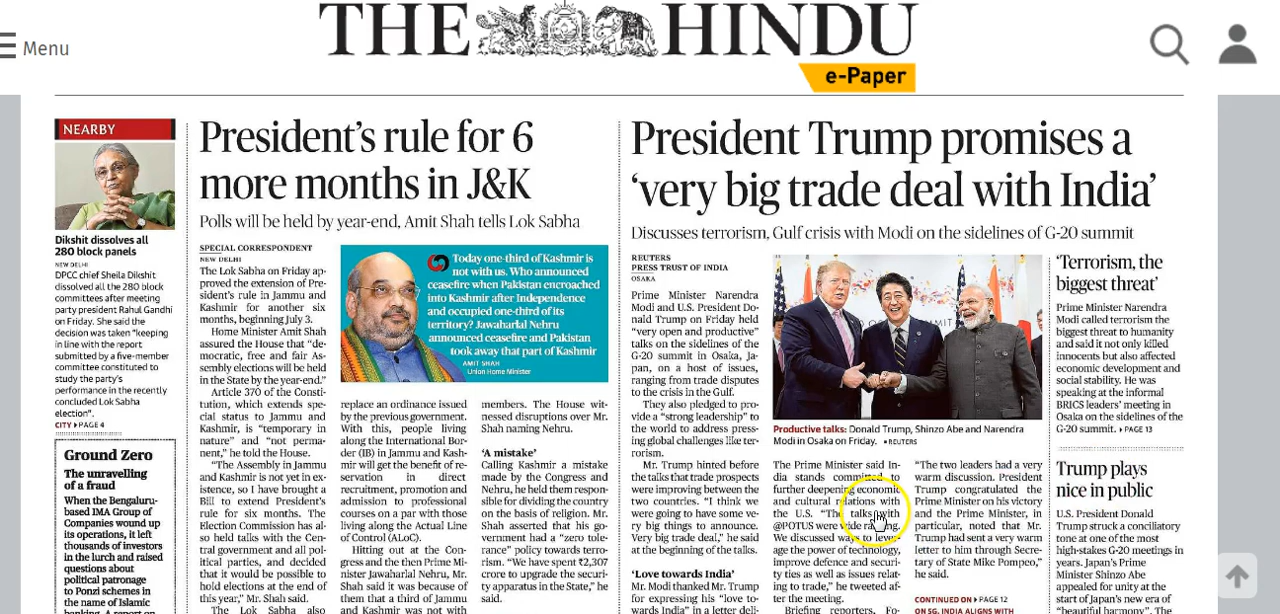 Menu
THE HINDU
e-Paper
NEARBY
Dikshit dissolves all
280 block panels
NEW DELHI
DPCC chief Sheila Dikshit
dissolved all the 280 block
committees after meeting
party president Rahul Gandhi
on Friday. She said the
decision was taken "keeping
in line with the report
submitted by a five-member
committee constituted to
study the party's
performance in the recently
concluded Lok Sabha
election".
CITY ▸ PAGE 4
Ground Zero
The unravelling
of a fraud
When the Bengaluru-
based IMA Group of
Companies wound up
its operations, it left
thousands of investors
in the lurch and raised
questions about
political patronage
to Ponzi schemes in
the name of Islamic
banking. A report on
President's rule for 6
more months in J&K
Polls will be held by year-end, Amit Shah tells Lok Sabha
SPECIAL CORRESPONDENT
NEW DELHI
The Lok Sabha on Friday ap-
proved the extension of Pre-
sident's rule in Jammu and
Kashmir for another six
months, beginning July 3.
Home Minister Amit Shah
assured the House that "de-
mocratic, free and fair As-
sembly elections will be held
in the State by the year-end."
Article 370 of the Consti-
tution, which extends spe-
cial status to Jammu and
Kashmir, is "temporary in
nature" and "not perma-
nent," he told the House.
"The Assembly in Jammu
and Kashmir is not yet in ex-
istence, so I have brought a
Bill to extend President's
rule for six months. The
Election Commission has al-
so held talks with the Cen-
tral government and all pol-
itical parties, and decided
that it would be possible to
hold elections at the end of
this year," Mr. Shah said.
The Lok Sabha also
Today one-third of Kashmir is
not with us. Who announced
ceasefire when Pakistan encroached
into Kashmir after Independence
and occupied one-third of its
territory? Jawaharlal Nehru
announced ceasefire and Pakistan
took away that part of Kashmir
AMIT SHAH
Union Home Minister
replace an ordinance issued
by the previous government.
With this, people living
along the International Bor-
der (IB) in Jammu and Kash-
mir will get the benefit of re-
servation in direct
recruitment, promotion and
admission to professional
courses on a par with those
living along the Actual Line
of Control (ALoC).
Hitting out at the Con-
gress and the then Prime Mi-
nister Jawaharlal Nehru, Mr.
Shah said it was because of
them that a third of Jammu
and Kashmir was not with
members. The House wit-
nessed disruptions over Mr.
Shah naming Nehru.
'A mistake'
Calling Kashmir a mistake
made by the Congress and
Nehru, he held them respon-
sible for dividing the country
on the basis of religion. Mr.
Shah asserted that his go-
vernment had a "zero tole-
rance" policy towards terro-
rism. "We have spent ₹2,307
crore to upgrade the securi-
ty apparatus in the State," he
said.
President Trump promises a
'very big trade deal with India'
Discusses terrorism, Gulf crisis with Modi on the sidelines of G-20 summit
REUTERS
PRESS TRUST OF INDIA
OSAKA
Prime Minister Narendra
Modi and U.S. President Do-
nald Trump on Friday held
"very open and productive"
talks on the sidelines of the
G-20 summit in Osaka, Ja-
pan, on a host of issues,
ranging from trade disputes
to the crisis in the Gulf.
They also pledged to pro-
vide a "strong leadership" to
the world to address press-
ing global challenges like ter-
rorism.
Mr. Trump hinted before
the talks that trade prospects
were improving between the
two countries. "I think we
were going to have some ve-
ry big things to announce.
Very big trade deal," he said
at the beginning of the talks.
'Love towards India'
Mr. Modi thanked Mr. Trump
for expressing his "love to-
wards India" in a letter deli-
Productive talks: Donald Trump, Shinzo Abe and Narendra
Modi in Osaka on Friday. ▪REUTERS
The Prime Minister said In-
dia stands committed to
further deepening economic
and cultural relations with
the U.S. "The talks with
@POTUS were wide ranging.
We discussed ways to lever-
age the power of technology,
improve defence and securi-
ty ties as well as issues relat-
ing to trade," he tweeted af-
ter the meeting.
Briefing reporters, Fo-
"The two leaders had a very
warm discussion. President
Trump congratulated the
Prime Minister on his victory
and the Prime Minister, in
particular, noted that Mr.
Trump had sent a very warm
letter to him through Secre-
tary of State Mike Pompeo,"
he said.
CONTINUED ON ▸ PAGE 12
ON 5G, INDIA ALIGNS WITH
'Terrorism, the
biggest threat'
Prime Minister Narendra
Modi called terrorism the
biggest threat to humanity
and said it not only killed
innocents but also affected
economic development and
social stability. He was
speaking at the informal
BRICS leaders' meeting in
Osaka on the sidelines of the
G-20 summit. ▸ PAGE 13
Trump plays
nice in public
U.S. President Donald
Trump struck a conciliatory
tone at one of the most
high-stakes G-20 meetings in
years. Japan's Prime
Minister Shinzo Abe
appealed for unity at the
start of Japan's new era of
"beautiful harmony". The